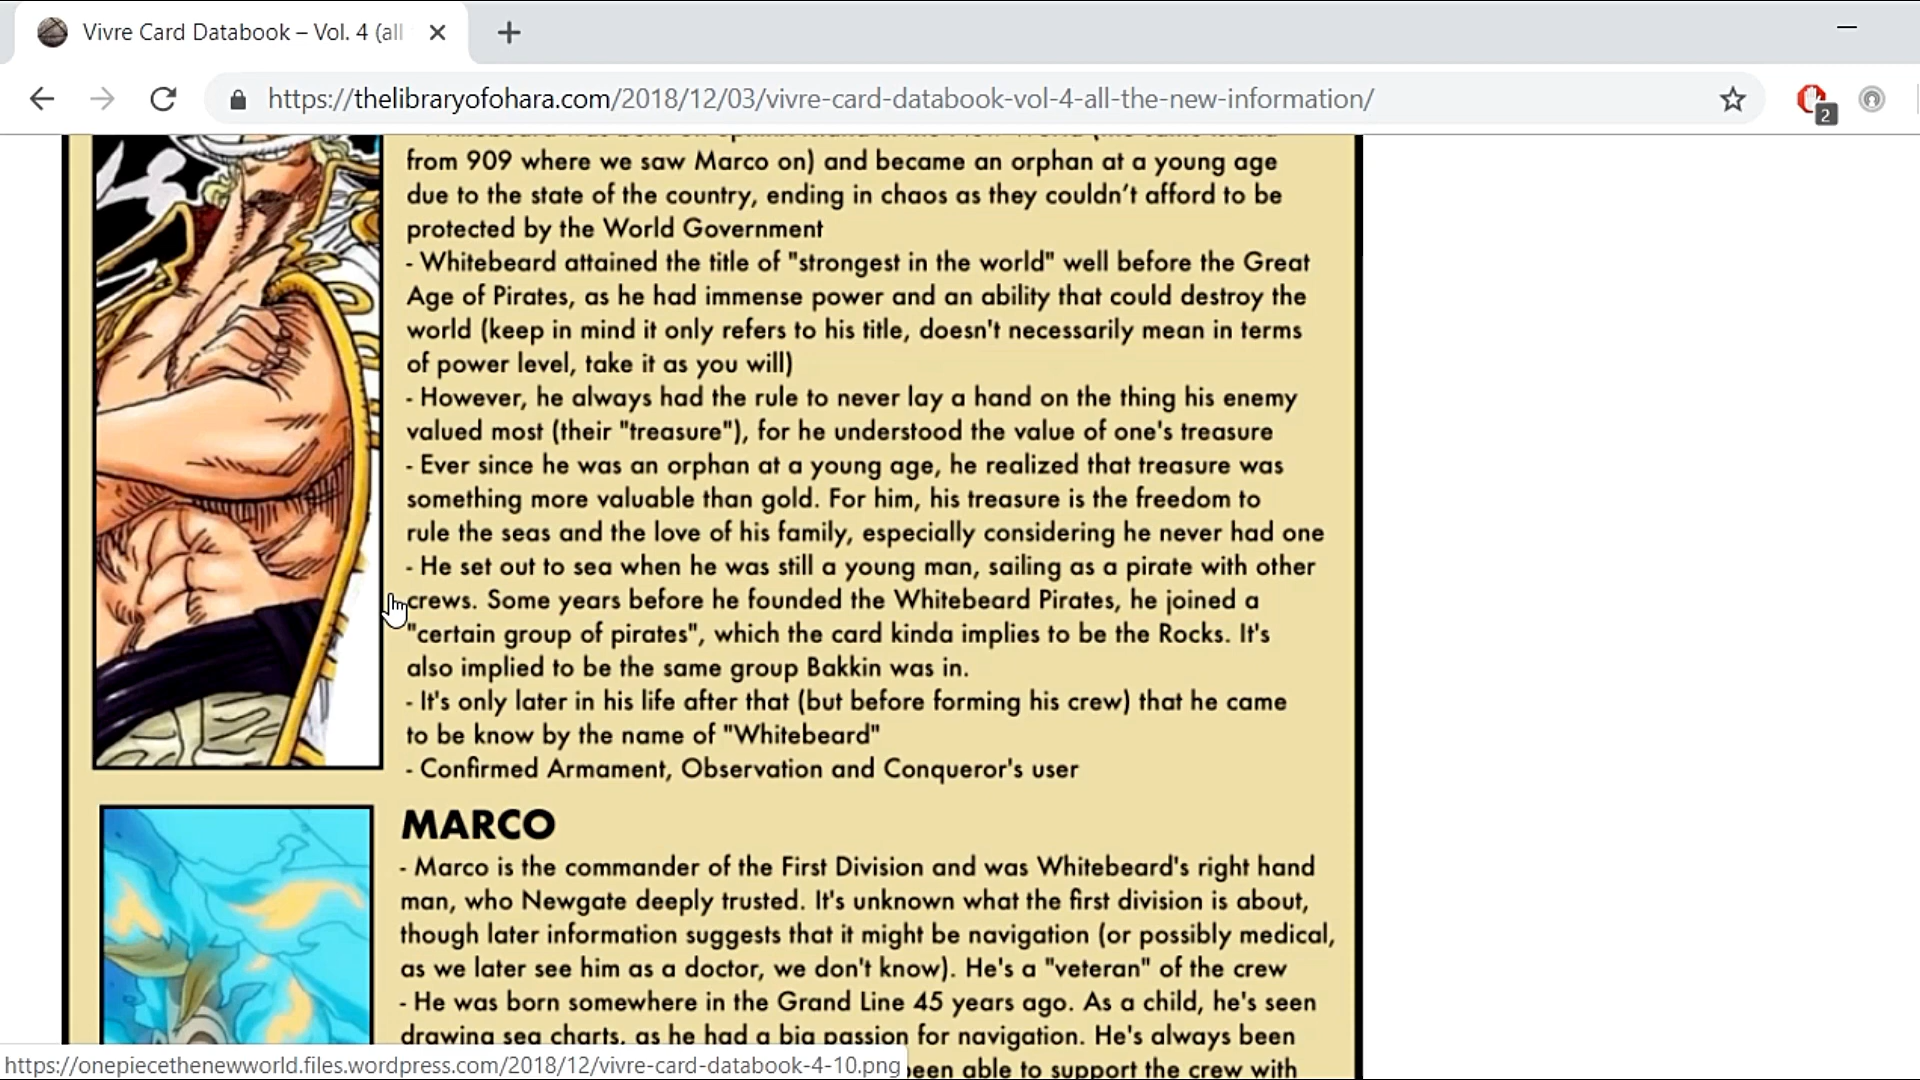 Vivre Card Databook – Vol. 4 (all
https://thelibraryofohara.com/2018/12/03/vivre-card-databook-vol-4-all-the-new-information/
2
from 909 where we saw Marco on) and became an orphan at a young age
due to the state of the country, ending in chaos as they couldn't afford to be
protected by the World Government
- Whitebeard attained the title of "strongest in the world" well before the Great
Age of Pirates, as he had immense power and an ability that could destroy the
world (keep in mind it only refers to his title, doesn't necessarily mean in terms
of power level, take it as you will)
- However, he always had the rule to never lay a hand on the thing his enemy
valued most (their "treasure"), for he understood the value of one's treasure
- Ever since he was an orphan at a young age, he realized that treasure was
something more valuable than gold. For him, his treasure is the freedom to
rule the seas and the love of his family, especially considering he never had one
- He set out to sea when he was still a young man, sailing as a pirate with other
crews. Some years before he founded the Whitebeard Pirates, he joined a
"certain group of pirates", which the card kinda implies to be the Rocks. It's
also implied to be the same group Bakkin was in.
- It's only later in his life after that (but before forming his crew) that he came
to be know by the name of "Whitebeard"
- Confirmed Armament, Observation and Conqueror's user
MARCO
- Marco is the commander of the First Division and was Whitebeard's right hand
man, who Newgate deeply trusted. It's unknown what the first division is about,
though later information suggests that it might be navigation (or possibly medical,
as we later see him as a doctor, we don't know). He's a "veteran" of the crew
- He was born somewhere in the Grand Line 45 years ago. As a child, he's seen
drawing sea charts, as he had a big passion for navigation. He's always been
been able to support the crew with
https://onepiecethenewworld.files.wordpress.com/2018/12/vivre-card-databook-4-10.png